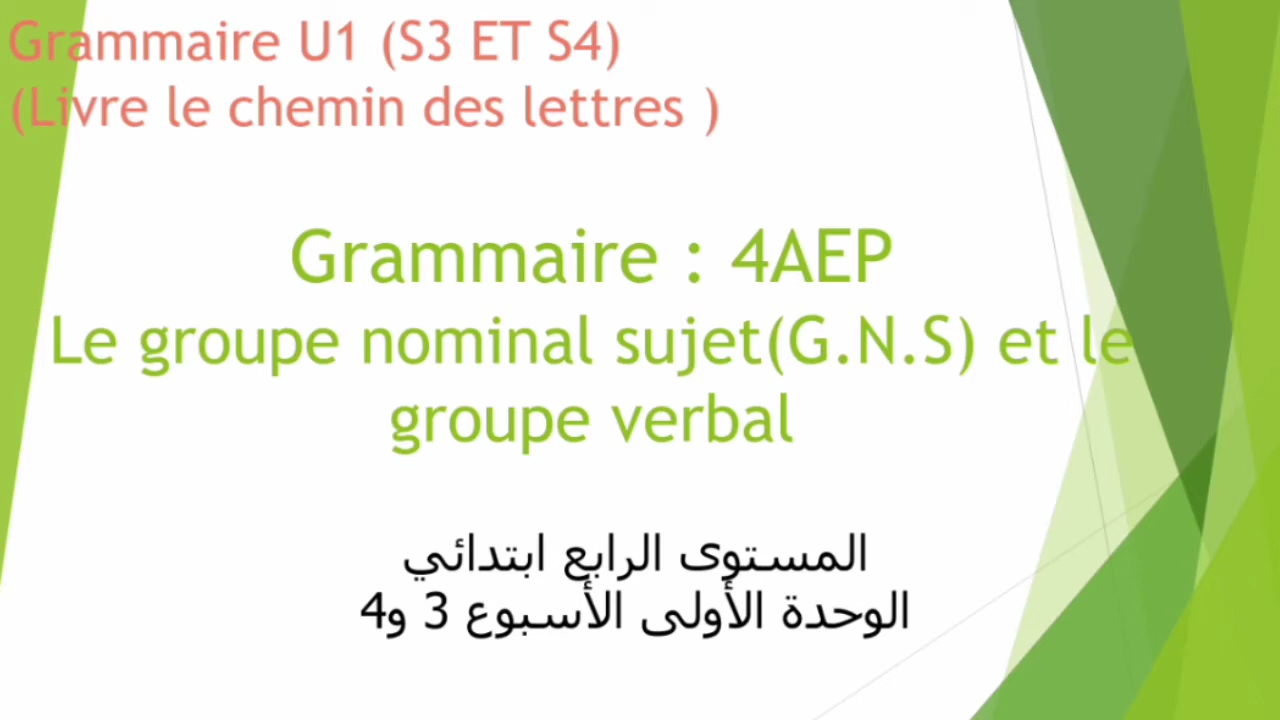 Grammaire U1 (S3 ET S4)
(Livre le chemin des lettres )
Grammaire : 4AEP
Le groupe nominal sujet(G.N.S) et le
groupe verbal
المستوى الرابع ابتدائي
الوحدة الأولى الأسبوع 3 و4